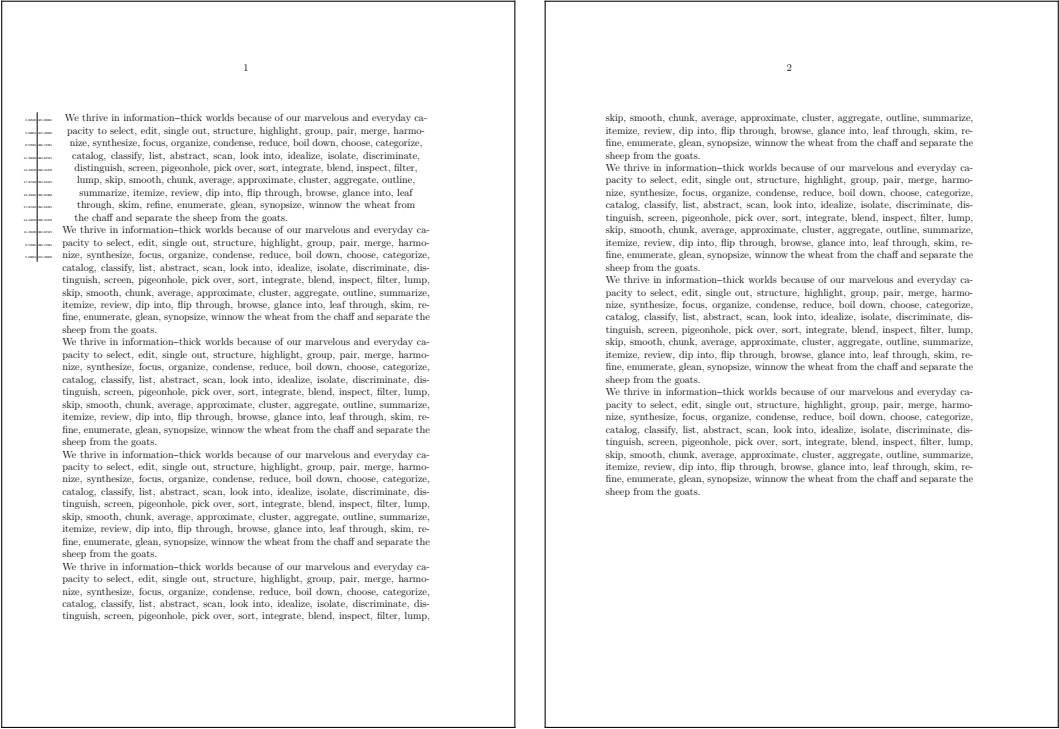 1
We thrive in information–thick worlds because of our marvelous and everyday ca-
pacity to select, edit, single out, structure, highlight, group, pair, merge, harmo-
nize, synthesize, focus, organize, condense, reduce, boil down, choose, categorize,
catalog, classify, list, abstract, scan, look into, idealize, isolate, discriminate,
distinguish, screen, pigeonhole, pick over, sort, integrate, blend, inspect, filter,
lump, skip, smooth, chunk, average, approximate, cluster, aggregate, outline,
summarize, itemize, review, dip into, flip through, browse, glance into, leaf
through, skim, refine, enumerate, glean, synopsize, winnow the wheat from
the chaff and separate the sheep from the goats.
We thrive in information–thick worlds because of our marvelous and everyday ca-
pacity to select, edit, single out, structure, highlight, group, pair, merge, harmo-
nize, synthesize, focus, organize, condense, reduce, boil down, choose, categorize,
catalog, classify, list, abstract, scan, look into, idealize, isolate, discriminate, dis-
tinguish, screen, pigeonhole, pick over, sort, integrate, blend, inspect, filter, lump,
skip, smooth, chunk, average, approximate, cluster, aggregate, outline, summarize,
itemize, review, dip into, flip through, browse, glance into, leaf through, skim, re-
fine, enumerate, glean, synopsize, winnow the wheat from the chaff and separate the
sheep from the goats.
We thrive in information–thick worlds because of our marvelous and everyday ca-
pacity to select, edit, single out, structure, highlight, group, pair, merge, harmo-
nize, synthesize, focus, organize, condense, reduce, boil down, choose, categorize,
catalog, classify, list, abstract, scan, look into, idealize, isolate, discriminate, dis-
tinguish, screen, pigeonhole, pick over, sort, integrate, blend, inspect, filter, lump,
skip, smooth, chunk, average, approximate, cluster, aggregate, outline, summarize,
itemize, review, dip into, flip through, browse, glance into, leaf through, skim, re-
fine, enumerate, glean, synopsize, winnow the wheat from the chaff and separate the
sheep from the goats.
We thrive in information–thick worlds because of our marvelous and everyday ca-
pacity to select, edit, single out, structure, highlight, group, pair, merge, harmo-
nize, synthesize, focus, organize, condense, reduce, boil down, choose, categorize,
catalog, classify, list, abstract, scan, look into, idealize, isolate, discriminate, dis-
tinguish, screen, pigeonhole, pick over, sort, integrate, blend, inspect, filter, lump,
skip, smooth, chunk, average, approximate, cluster, aggregate, outline, summarize,
itemize, review, dip into, flip through, browse, glance into, leaf through, skim, re-
fine, enumerate, glean, synopsize, winnow the wheat from the chaff and separate the
sheep from the goats.
We thrive in information–thick worlds because of our marvelous and everyday ca-
pacity to select, edit, single out, structure, highlight, group, pair, merge, harmo-
nize, synthesize, focus, organize, condense, reduce, boil down, choose, categorize,
catalog, classify, list, abstract, scan, look into, idealize, isolate, discriminate, dis-
tinguish, screen, pigeonhole, pick over, sort, integrate, blend, inspect, filter, lump,
2
skip, smooth, chunk, average, approximate, cluster, aggregate, outline, summarize,
itemize, review, dip into, flip through, browse, glance into, leaf through, skim, re-
fine, enumerate, glean, synopsize, winnow the wheat from the chaff and separate the
sheep from the goats.
We thrive in information–thick worlds because of our marvelous and everyday ca-
pacity to select, edit, single out, structure, highlight, group, pair, merge, harmo-
nize, synthesize, focus, organize, condense, reduce, boil down, choose, categorize,
catalog, classify, list, abstract, scan, look into, idealize, isolate, discriminate, dis-
tinguish, screen, pigeonhole, pick over, sort, integrate, blend, inspect, filter, lump,
skip, smooth, chunk, average, approximate, cluster, aggregate, outline, summarize,
itemize, review, dip into, flip through, browse, glance into, leaf through, skim, re-
fine, enumerate, glean, synopsize, winnow the wheat from the chaff and separate the
sheep from the goats.
We thrive in information–thick worlds because of our marvelous and everyday ca-
pacity to select, edit, single out, structure, highlight, group, pair, merge, harmo-
nize, synthesize, focus, organize, condense, reduce, boil down, choose, categorize,
catalog, classify, list, abstract, scan, look into, idealize, isolate, discriminate, dis-
tinguish, screen, pigeonhole, pick over, sort, integrate, blend, inspect, filter, lump,
skip, smooth, chunk, average, approximate, cluster, aggregate, outline, summarize,
itemize, review, dip into, flip through, browse, glance into, leaf through, skim, re-
fine, enumerate, glean, synopsize, winnow the wheat from the chaff and separate the
sheep from the goats.
We thrive in information–thick worlds because of our marvelous and everyday ca-
pacity to select, edit, single out, structure, highlight, group, pair, merge, harmo-
nize, synthesize, focus, organize, condense, reduce, boil down, choose, categorize,
catalog, classify, list, abstract, scan, look into, idealize, isolate, discriminate, dis-
tinguish, screen, pigeonhole, pick over, sort, integrate, blend, inspect, filter, lump,
skip, smooth, chunk, average, approximate, cluster, aggregate, outline, summarize,
itemize, review, dip into, flip through, browse, glance into, leaf through, skim, re-
fine, enumerate, glean, synopsize, winnow the wheat from the chaff and separate the
sheep from the goats.